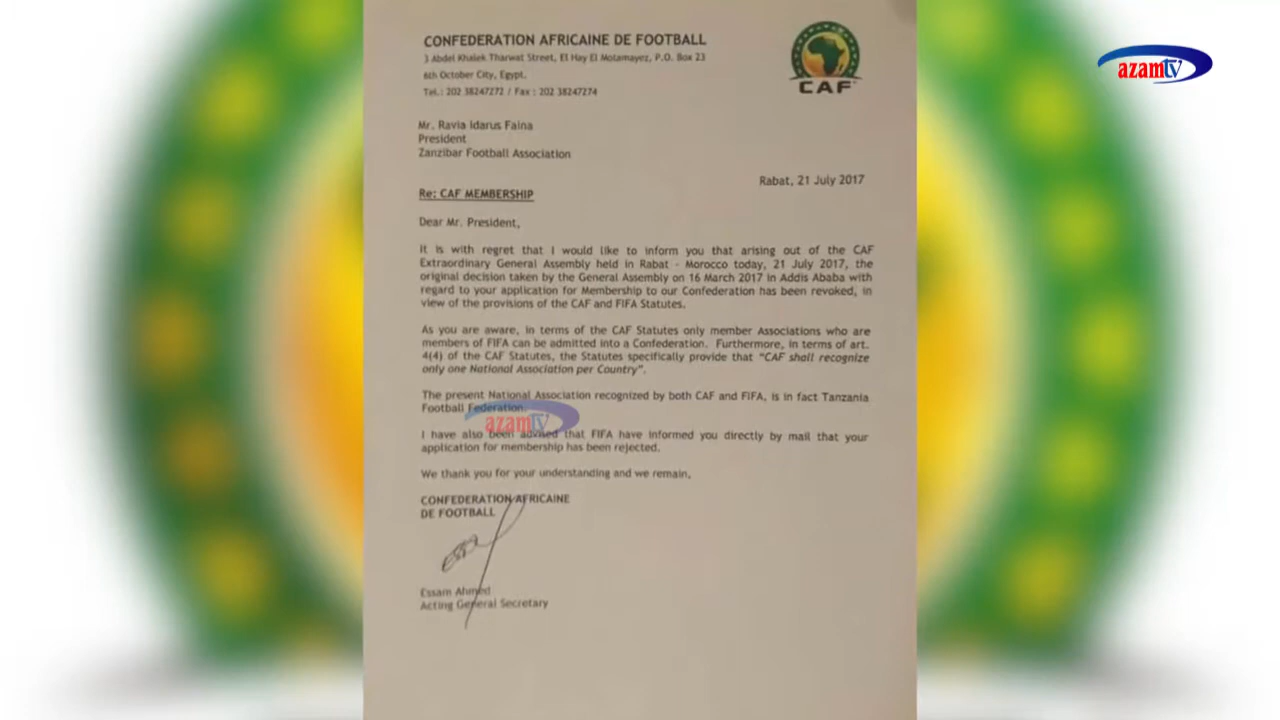 CONFEDERATION AFRICAINE DE FOOTBALL
3 Abdel Khalek Tharwat Street, El Hay El Motamayez, P.O. Box 23
6th October City, Egypt.
Tel.: 202 38247272 / Fax : 202 38247274
CAF
azamtv
Mr. Ravia Idarus Faina
President
Zanzibar Football Association
Rabat, 21 July 2017
Re: CAF MEMBERSHIP
Dear Mr. President,
It is with regret that I would like to inform you that arising out of the CAF
Extraordinary General Assembly held in Rabat - Morocco today, 21 July 2017, the
original decision taken by the General Assembly on 16 March 2017 in Addis Ababa with
regard to your application for Membership to our Confederation has been revoked, in
view of the provisions of the CAF and FIFA Statutes.
As you are aware, in terms of the CAF Statutes only member Associations who are
members of FIFA can be admitted into a Confederation. Furthermore, in terms of art.
4(4) of the CAF Statutes, the Statutes specifically provide that “CAF shall recognize
only one National Association per Country”.
The present National Association recognized by both CAF and FIFA, is in fact Tanzania
Football Federation.
azamtv
I have also been advised that FIFA have informed you directly by mail that your
application for membership has been rejected.
We thank you for your understanding and we remain,
CONFEDERATION AFRICAINE
DE FOOTBALL
Essam Ahmed
Acting General Secretary